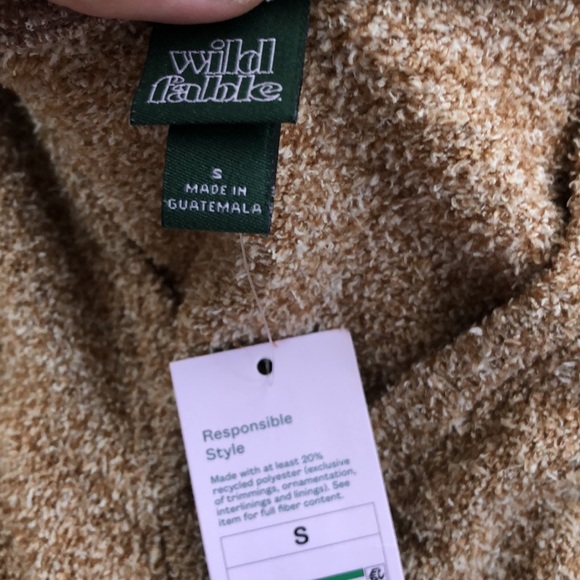 wild
fable.
S
MADE IN
GUATEMALA
Responsible
Style
Made with at least 20%
recycled polyester (exclusive
of trimmings, ornamentation,
interlinings and linings). See
item for full fiber content.
S